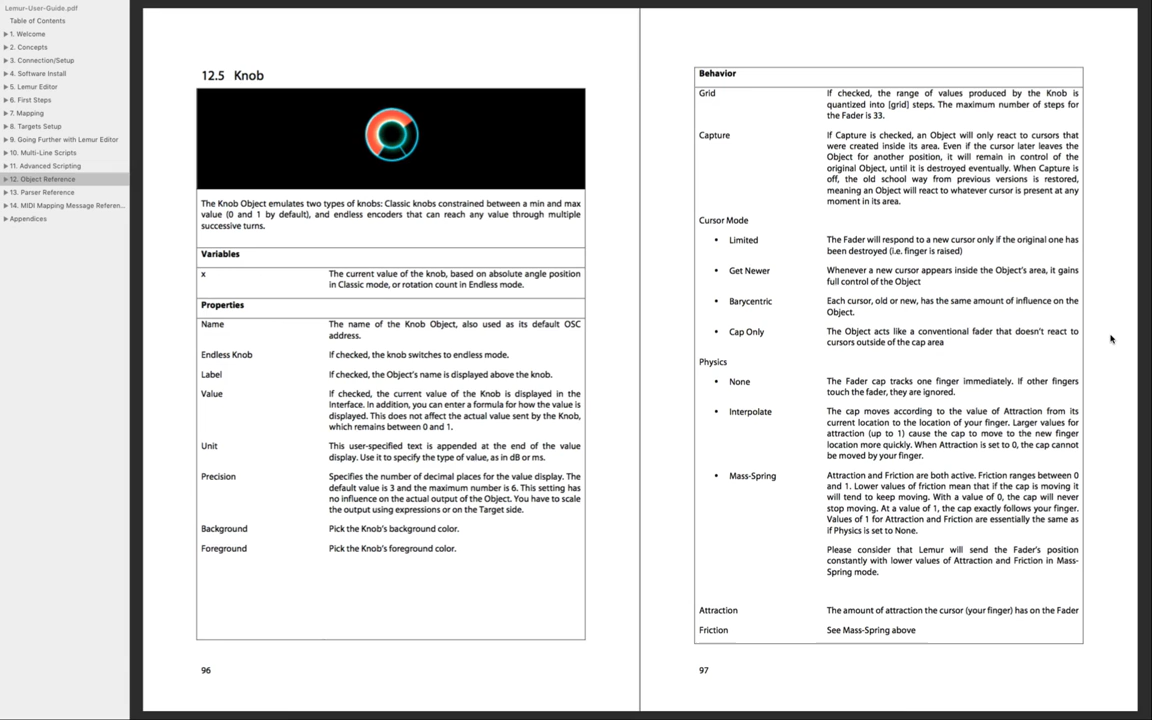 Lemur-User-Guide.pdf
Table of Contents
1. Welcome
2. Concepts
3. Connection/Setup
4. Software Install
5. Lemur Editor
6. First Steps
7. Mapping
8. Targets Setup
9. Going Further with Lemur Editor
10. Multi-Line Scripts
11. Advanced Scripting
12. Object Reference
13. Parser Reference
14. MIDI Mapping Message Referen...
Appendices
12.5 Knob
The Knob Object emulates two types of knobs: Classic knobs constrained between a min and max
value (0 and 1 by default), and endless encoders that can reach any value through multiple
successive turns.
Variables
x The current value of the knob, based on absolute angle position
in Classic mode, or rotation count in Endless mode.
Properties
Name The name of the Knob Object, also used as its default OSC
address.
Endless Knob If checked, the knob switches to endless mode.
Label If checked, the Object's name is displayed above the knob.
Value If checked, the current value of the Knob is displayed in the
Interface. In addition, you can enter a formula for how the value is
displayed. This does not affect the actual value sent by the Knob,
which remains between 0 and 1.
Unit This user-specified text is appended at the end of the value
display. Use it to specify the type of value, as in dB or ms.
Precision Specifies the number of decimal places for the value display. The
default value is 3 and the maximum number is 6. This setting has
no influence on the actual output of the Object. You have to scale
the output using expressions or on the Target side.
Background Pick the Knob's background color.
Foreground Pick the Knob's foreground color.
96
Behavior
Grid If checked, the range of values produced by the Knob is
quantized into [grid] steps. The maximum number of steps for
the Fader is 33.
Capture If Capture is checked, an Object will only react to cursors that
were created inside its area. Even if the cursor later leaves the
Object for another position, it will remain in control of the
original Object, until it is destroyed eventually. When Capture is
off, the old school way from previous versions is restored,
meaning an Object will react to whatever cursor is present at any
moment in its area.
Cursor Mode
• Limited The Fader will respond to a new cursor only if the original one has
been destroyed (i.e. finger is raised)
• Get Newer Whenever a new cursor appears inside the Object's area, it gains
full control of the Object
• Barycentric Each cursor, old or new, has the same amount of influence on the
Object.
• Cap Only The Object acts like a conventional fader that doesn't react to
cursors outside of the cap area
Physics
• None The Fader cap tracks one finger immediately. If other fingers
touch the fader, they are ignored.
• Interpolate The cap moves according to the value of Attraction from its
current location to the location of your finger. Larger values for
attraction (up to 1) cause the cap to move to the new finger
location more quickly. When Attraction is set to 0, the cap cannot
be moved by your finger.
• Mass-Spring Attraction and Friction are both active. Friction ranges between 0
and 1. Lower values of friction mean that if the cap is moving it
will tend to keep moving. With a value of 0, the cap will never
stop moving. At a value of 1, the cap exactly follows your finger.
Values of 1 for Attraction and Friction are essentially the same as
if Physics is set to None.
Please consider that Lemur will send the Fader's position
constantly with lower values of Attraction and Friction in Mass-
Spring mode.
Attraction The amount of attraction the cursor (your finger) has on the Fader
Friction See Mass-Spring above
97